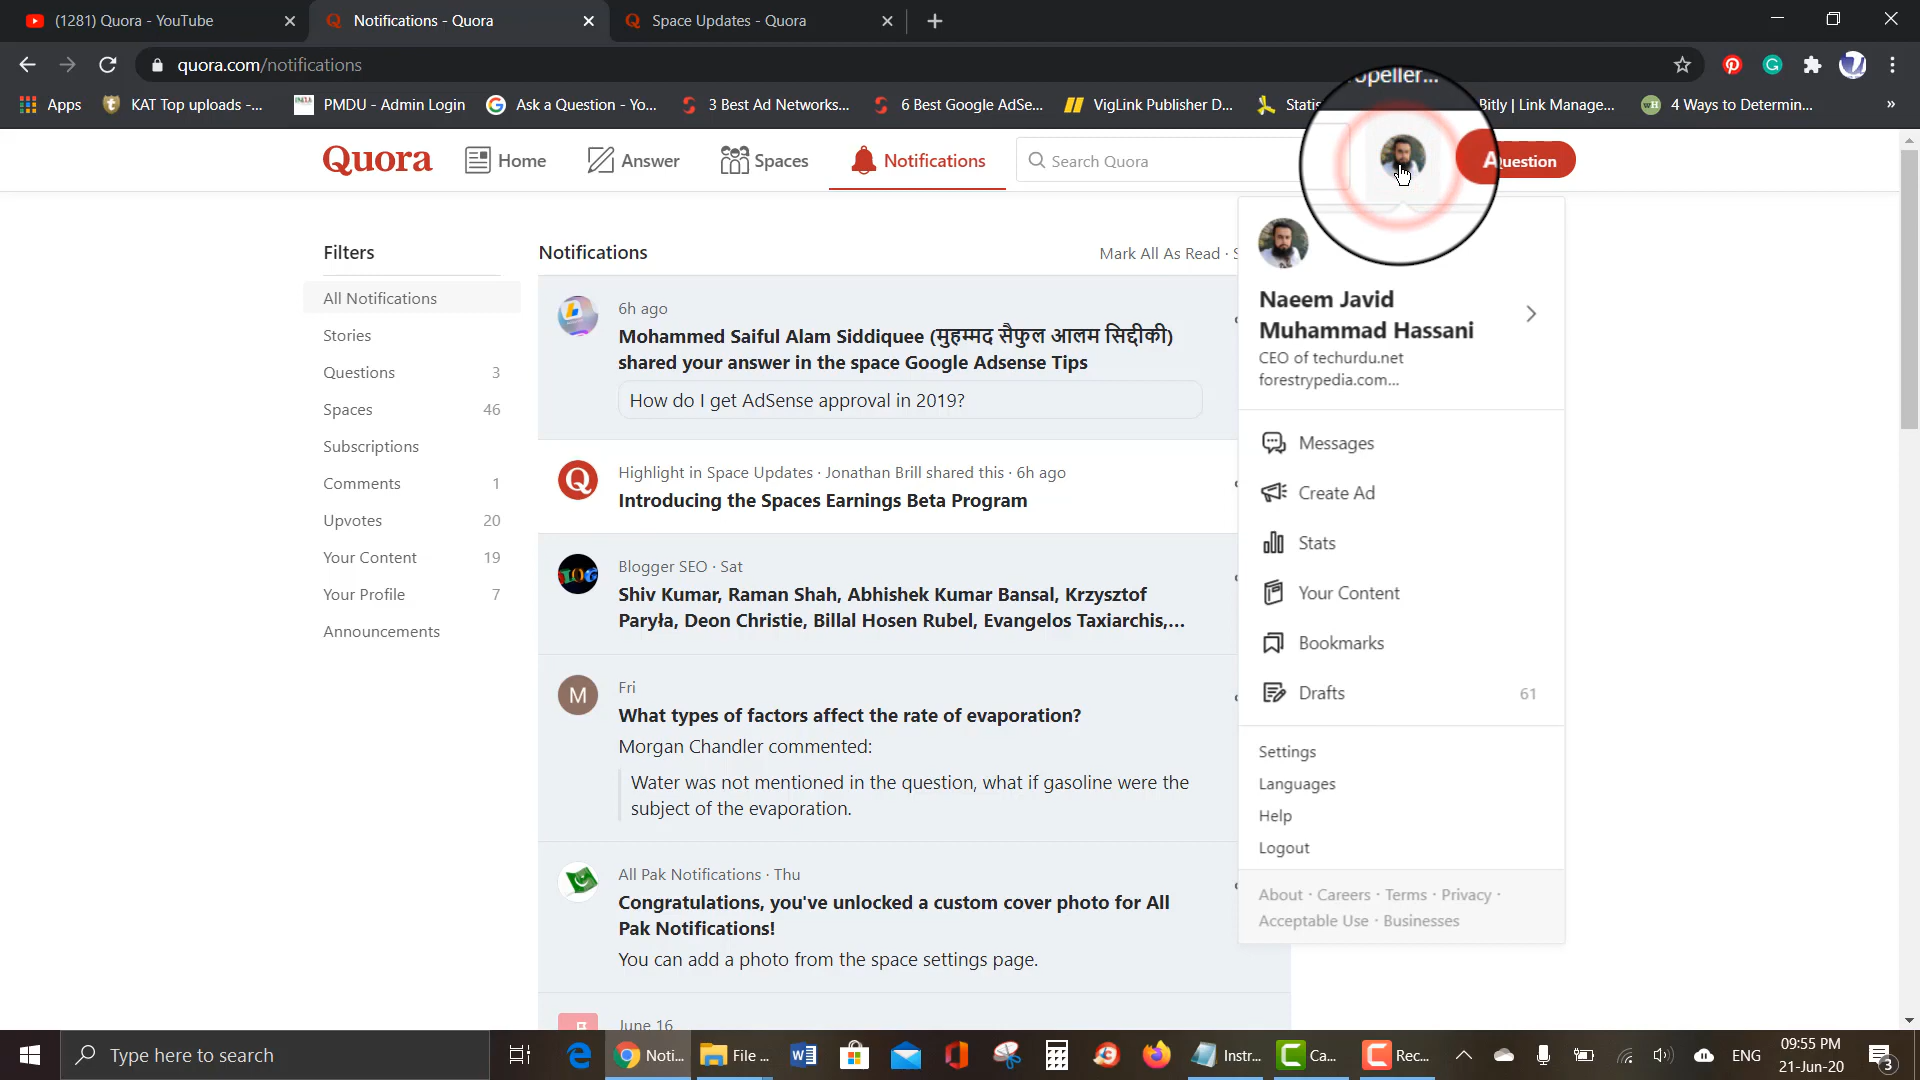 (1281) Quora - YouTube
Notifications - Quora
Space Updates - Quora
quora.com/notifications
Apps
KAT Top uploads -...
PMDU - Admin Login
Ask a Question - Yo...
3 Best Ad Networks...
6 Best Google AdSe...
VigLink Publisher D...
Bitly | Link Manage...
4 Ways to Determin...
»
Quora
Home
Answer
Spaces
Notifications
Search Quora
Question
Filters
All Notifications
Stories
Questions 3
Spaces 46
Subscriptions
Comments 1
Upvotes 20
Your Content 19
Your Profile 7
Announcements
Notifications
Mark All As Read ·
6h ago
Mohammed Saiful Alam Siddiquee (मुहम्मद सैफुल आलम सिद्दीकी)
shared your answer in the space Google Adsense Tips
How do I get AdSense approval in 2019?
Highlight in Space Updates · Jonathan Brill shared this · 6h ago
Introducing the Spaces Earnings Beta Program
Blogger SEO · Sat
Shiv Kumar, Raman Shah, Abhishek Kumar Bansal, Krzysztof
Paryła, Deon Christie, Billal Hosen Rubel, Evangelos Taxiarchis,...
M
Fri
What types of factors affect the rate of evaporation?
Morgan Chandler commented:
Water was not mentioned in the question, what if gasoline were the
subject of the evaporation.
All Pak Notifications · Thu
Congratulations, you've unlocked a custom cover photo for All
Pak Notifications!
You can add a photo from the space settings page.
June 16
Naeem Javid
Muhammad Hassani
CEO of techurdu.net
forestrypedia.com...
Messages
Create Ad
Stats
Your Content
Bookmarks
Drafts 61
Settings
Languages
Help
Logout
About · Careers · Terms · Privacy ·
Acceptable Use · Businesses
Type here to search
Noti...
File ...
Instr...
Ca...
Rec...
ENG
09:55 PM
21-Jun-20
3